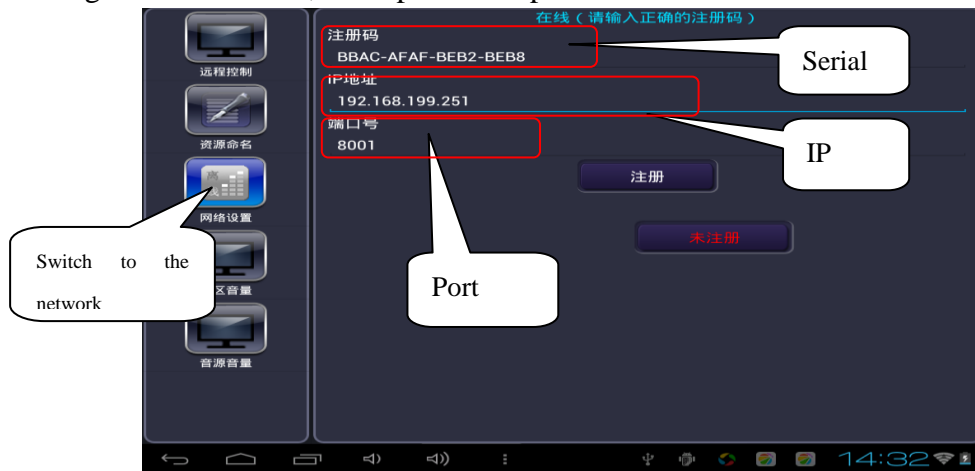 在线（请输入正确的注册码）
注册码
BBAC-AFAF-BEB2-BEB8
IP地址
192.168.199.251
端口号
8001
注册
未注册
远程控制
资源命名
网络设置
区音量
音源音量
Serial
IP
Port
Switch to the
network
14:32